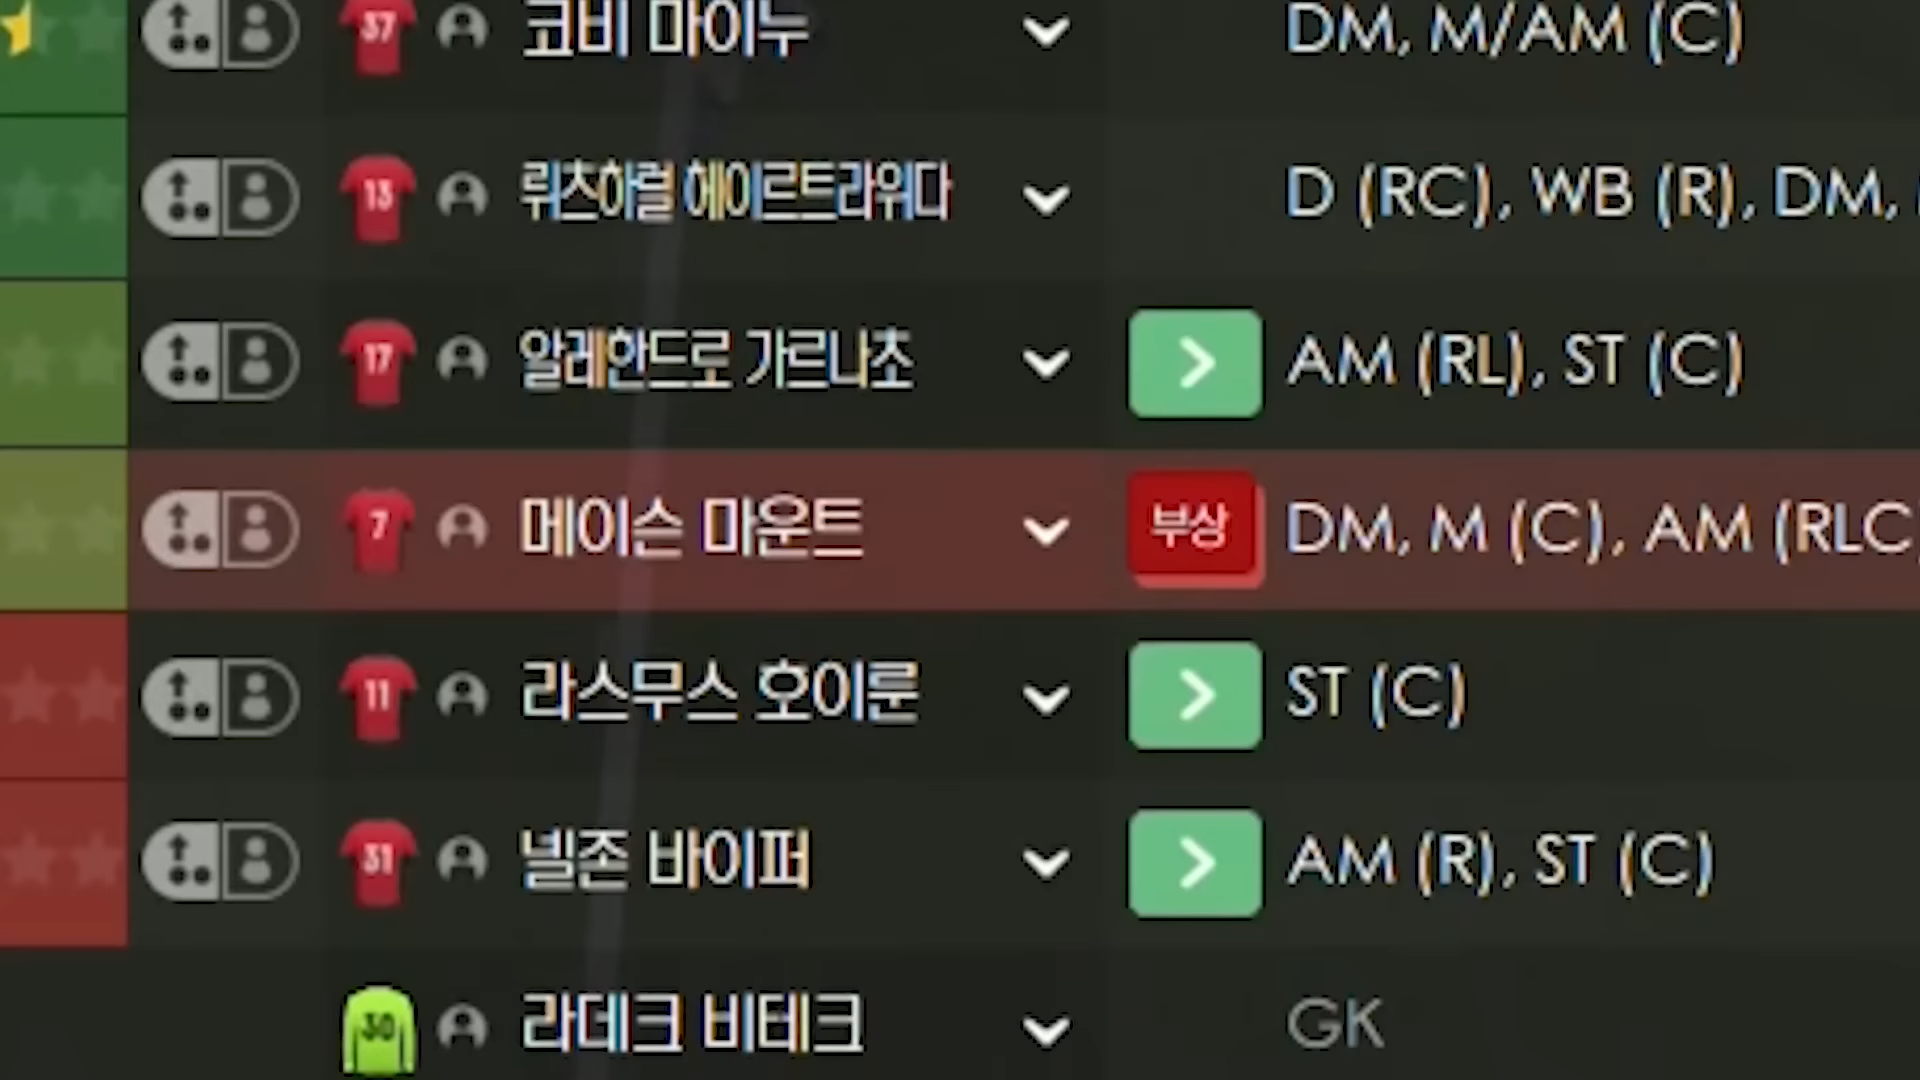 37 코비 마이누 DM, M/AM (C)
13 뤼츠하럴 헤이르트라위다 D (RC), WB (R), DM,
17 알레한드로 가르나초 AM (RL), ST (C)
7 메이슨 마운트 부상 DM, M (C), AM (RLC
11 라스무스 호이룬 ST (C)
31 넬존 바이퍼 AM (R), ST (C)
30 라데크 비테크 GK